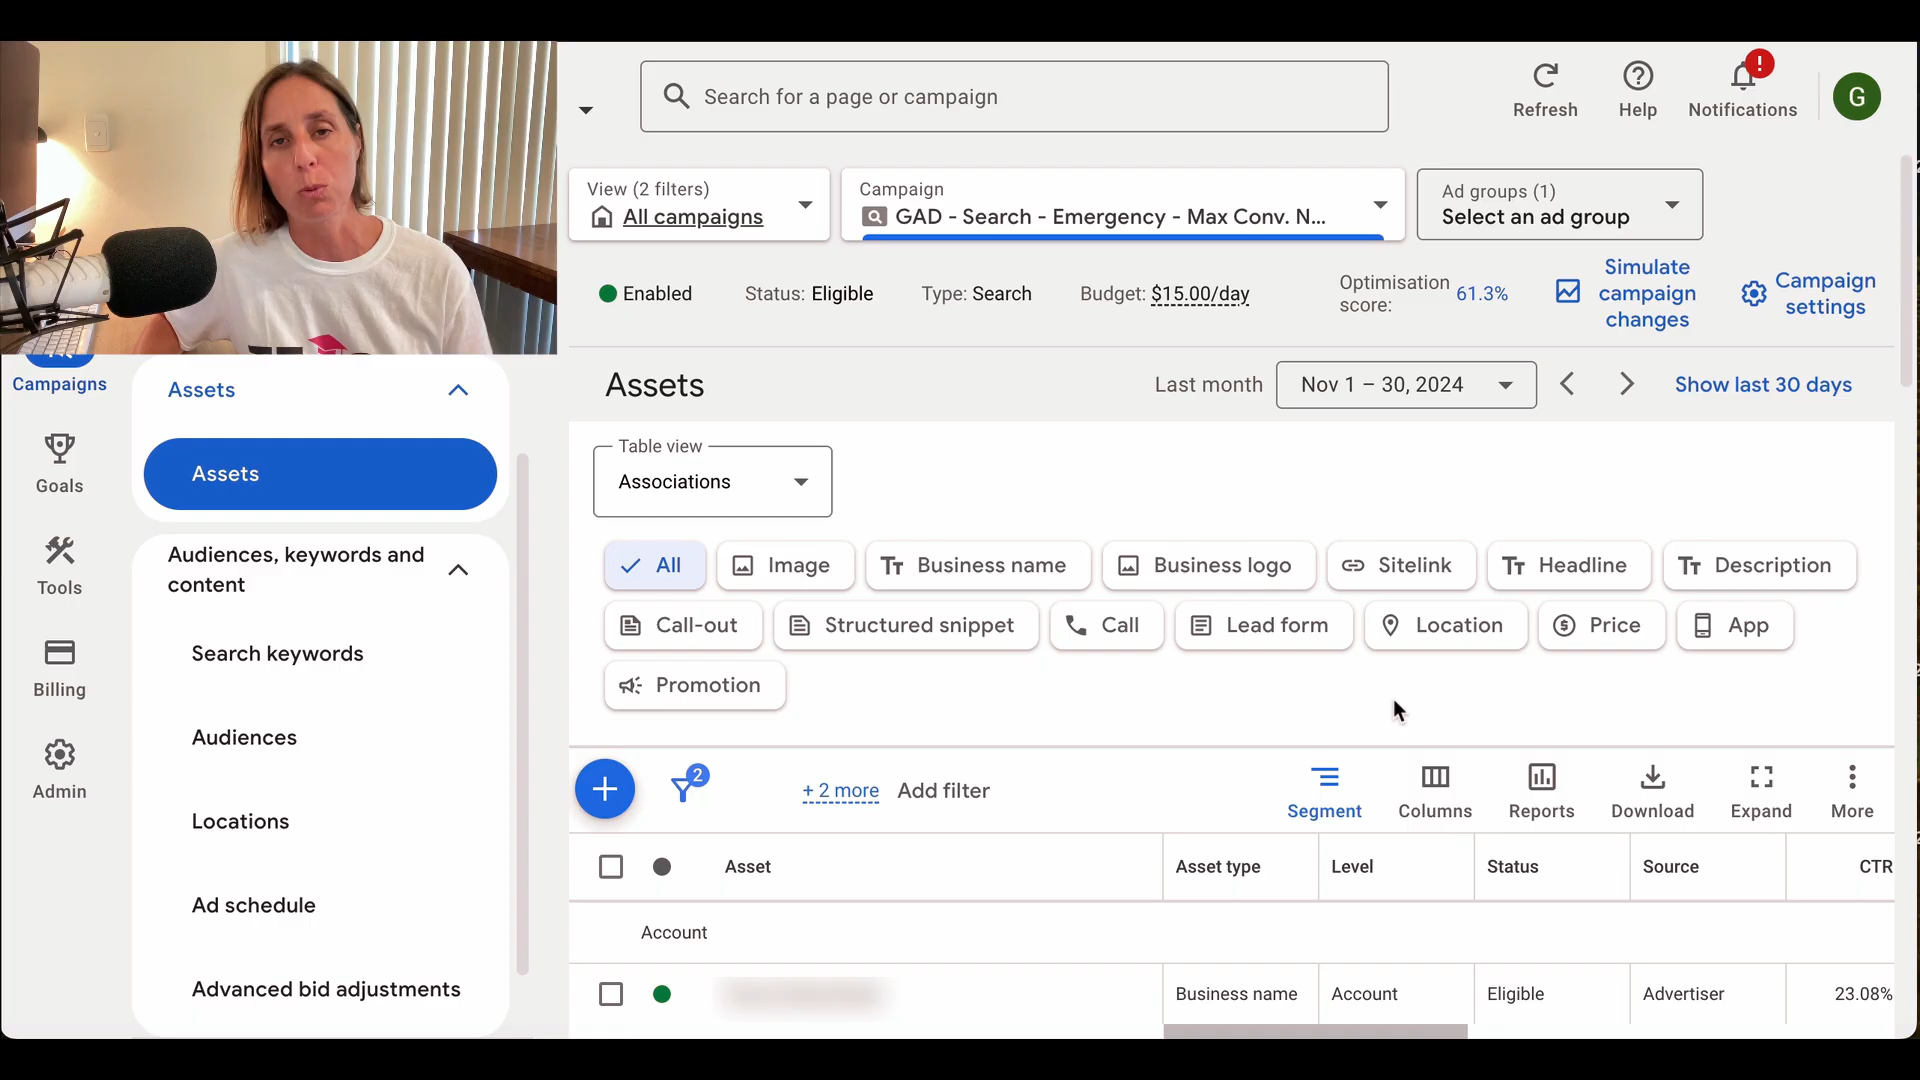 Search for a page or campaign
Refresh
Help
!
Notifications
G
View (2 filters)
All campaigns
Campaign
GAD - Search - Emergency - Max Conv. N...
Ad groups (1)
Select an ad group
Enabled
Status: Eligible
Type: Search
Budget: $15.00/day
Optimisation
score:
61.3%
Simulate
campaign
changes
Campaign
settings
Campaigns
Goals
Tools
Billing
Admin
Assets
Assets
Audiences, keywords and
content
Search keywords
Audiences
Locations
Ad schedule
Advanced bid adjustments
Assets
Last month
Nov 1 – 30, 2024
Show last 30 days
Table view
Associations
All
Image
Business name
Business logo
Sitelink
Headline
Description
Call-out
Structured snippet
Call
Lead form
Location
Price
App
Promotion
2
+ 2 more
Add filter
Segment
Columns
Reports
Download
Expand
More
Asset
Asset type
Level
Status
Source
CTR
Account
Business name
Account
Eligible
Advertiser
23.08%